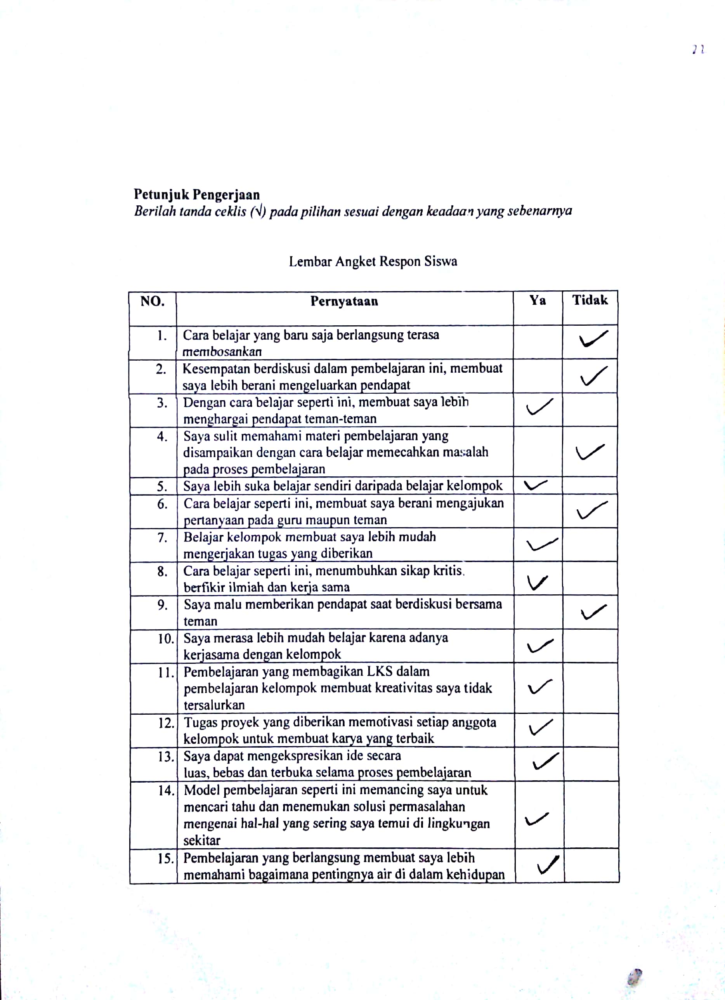 22
Petunjuk Pengerjaan
Berilah tanda ceklis (√) pada pilihan sesuai dengan keadaan yang sebenarnya
Lembar Angket Respon Siswa
NO. Pernyataan Ya Tidak
1. Cara belajar yang baru saja berlangsung terasa ✓
membosankan
2. Kesempatan berdiskusi dalam pembelajaran ini, membuat ✓
saya lebih berani mengeluarkan pendapat
3. Dengan cara belajar seperti ini, membuat saya lebih ✓
menghargai pendapat teman-teman
4. Saya sulit memahami materi pembelajaran yang
disampaikan dengan cara belajar memecahkan masalah ✓
pada proses pembelajaran
5. Saya lebih suka belajar sendiri daripada belajar kelompok ✓
6. Cara belajar seperti ini, membuat saya berani mengajukan ✓
pertanyaan pada guru maupun teman
7. Belajar kelompok membuat saya lebih mudah ✓
mengerjakan tugas yang diberikan
8. Cara belajar seperti ini, menumbuhkan sikap kritis, ✓
berfikir ilmiah dan kerja sama
9. Saya malu memberikan pendapat saat berdiskusi bersama ✓
teman
10. Saya merasa lebih mudah belajar karena adanya ✓
kerjasama dengan kelompok
11. Pembelajaran yang membagikan LKS dalam
pembelajaran kelompok membuat kreativitas saya tidak ✓
tersalurkan
12. Tugas proyek yang diberikan memotivasi setiap anggota ✓
kelompok untuk membuat karya yang terbaik
13. Saya dapat mengekspresikan ide secara ✓
luas, bebas dan terbuka selama proses pembelajaran
14. Model pembelajaran seperti ini memancing saya untuk
mencari tahu dan menemukan solusi permasalahan
mengenai hal-hal yang sering saya temui di lingkungan ✓
sekitar
15. Pembelajaran yang berlangsung membuat saya lebih ✓
memahami bagaimana pentingnya air di dalam kehidupan